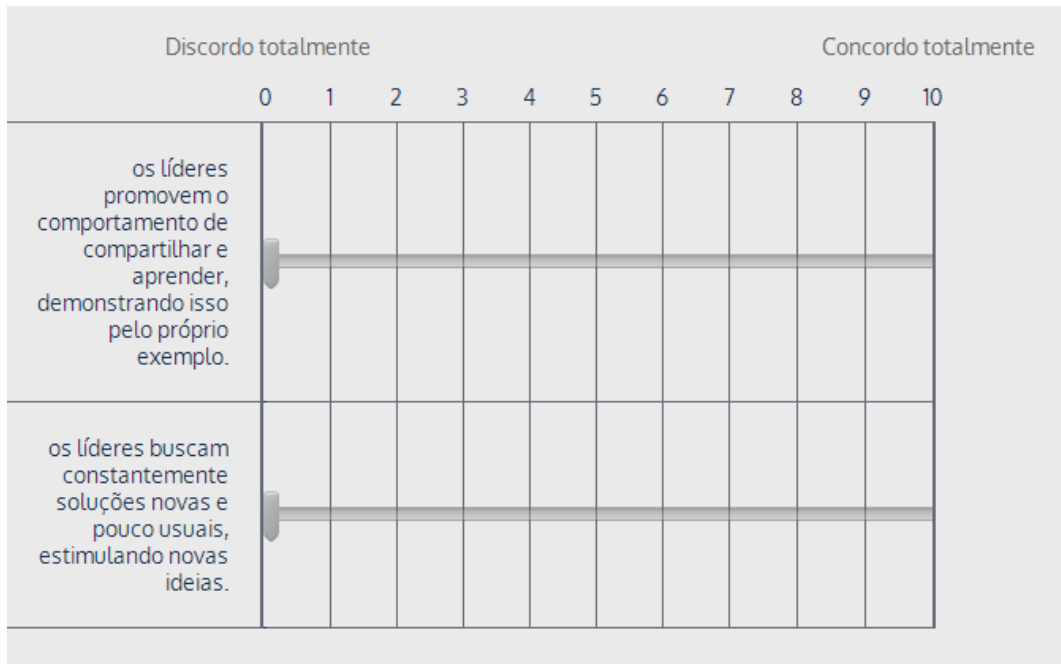 Discordo totalmente Concordo totalmente
0 1 2 3 4 5 6 7 8 9 10
os líderes
promovem o
comportamento de
compartilhar e
aprender,
demonstrando isso
pelo próprio
exemplo.
os líderes buscam
constantemente
soluções novas e
pouco usuais,
estimulando novas
ideias.